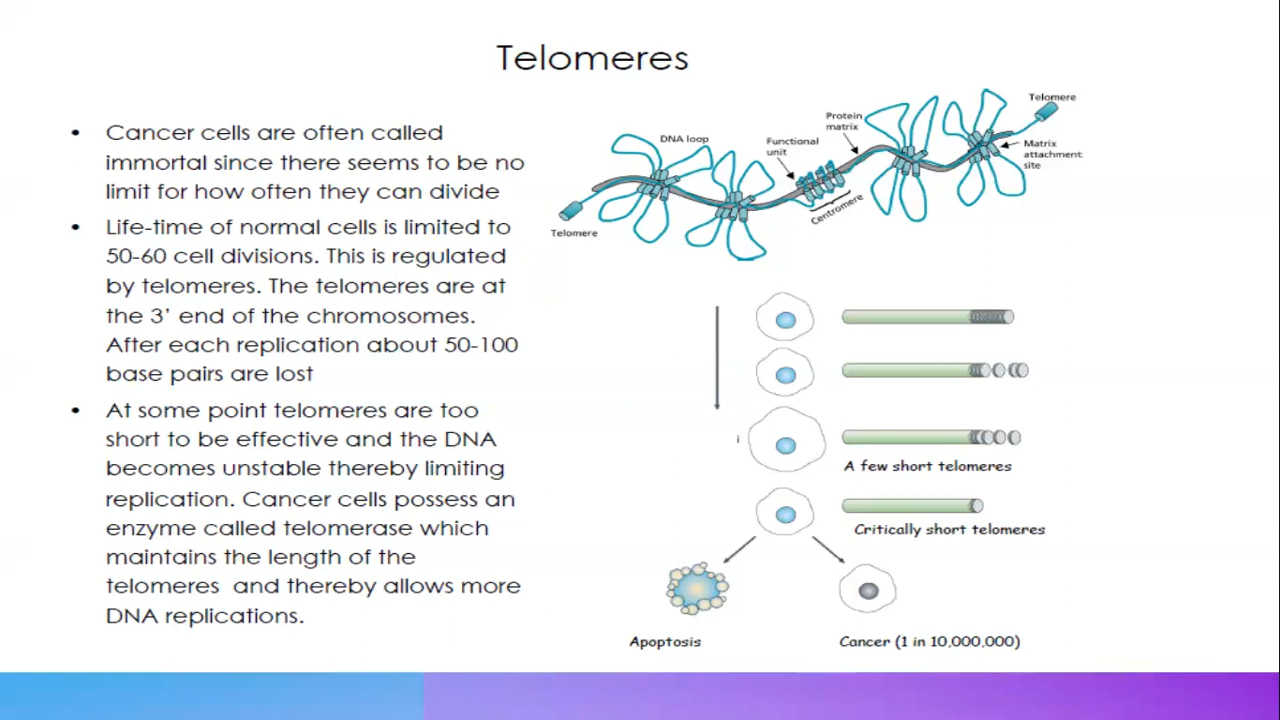 Telomeres
• Cancer cells are often called
immortal since there seems to be no
limit for how often they can divide
• Life-time of normal cells is limited to
50-60 cell divisions. This is regulated
by telomeres. The telomeres are at
the 3’ end of the chromosomes.
After each replication about 50-100
base pairs are lost
• At some point telomeres are too
short to be effective and the DNA
becomes unstable thereby limiting
replication. Cancer cells possess an
enzyme called telomerase which
maintains the length of the
telomeres and thereby allows more
DNA replications.
Telomere
DNA loop
Functional
unit
Protein
matrix
Telomere
Matrix
attachment
site
Centromere
i
A few short telomeres
Critically short telomeres
Apoptosis
Cancer (1 in 10,000,000)